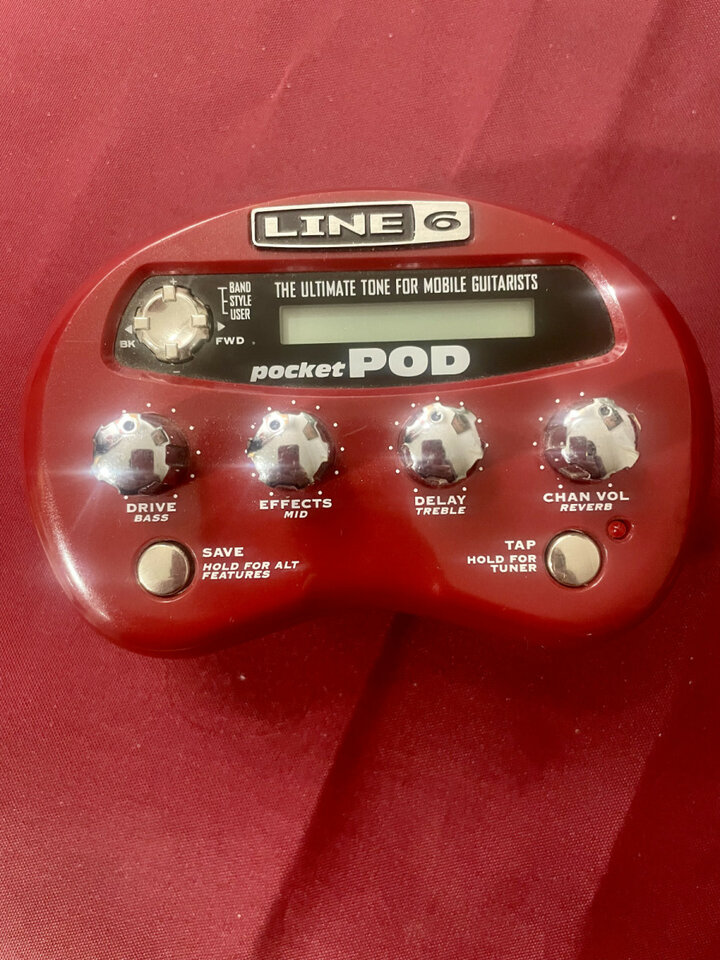 LINE 6
BAND
STYLE
USER
THE ULTIMATE TONE FOR MOBILE GUITARISTS
BK
FWD
pocket POD
DRIVE
BASS
EFFECTS
MID
DELAY
TREBLE
CHAN VOL
REVERB
SAVE
HOLD FOR ALT
FEATURES
TAP
HOLD FOR
TUNER